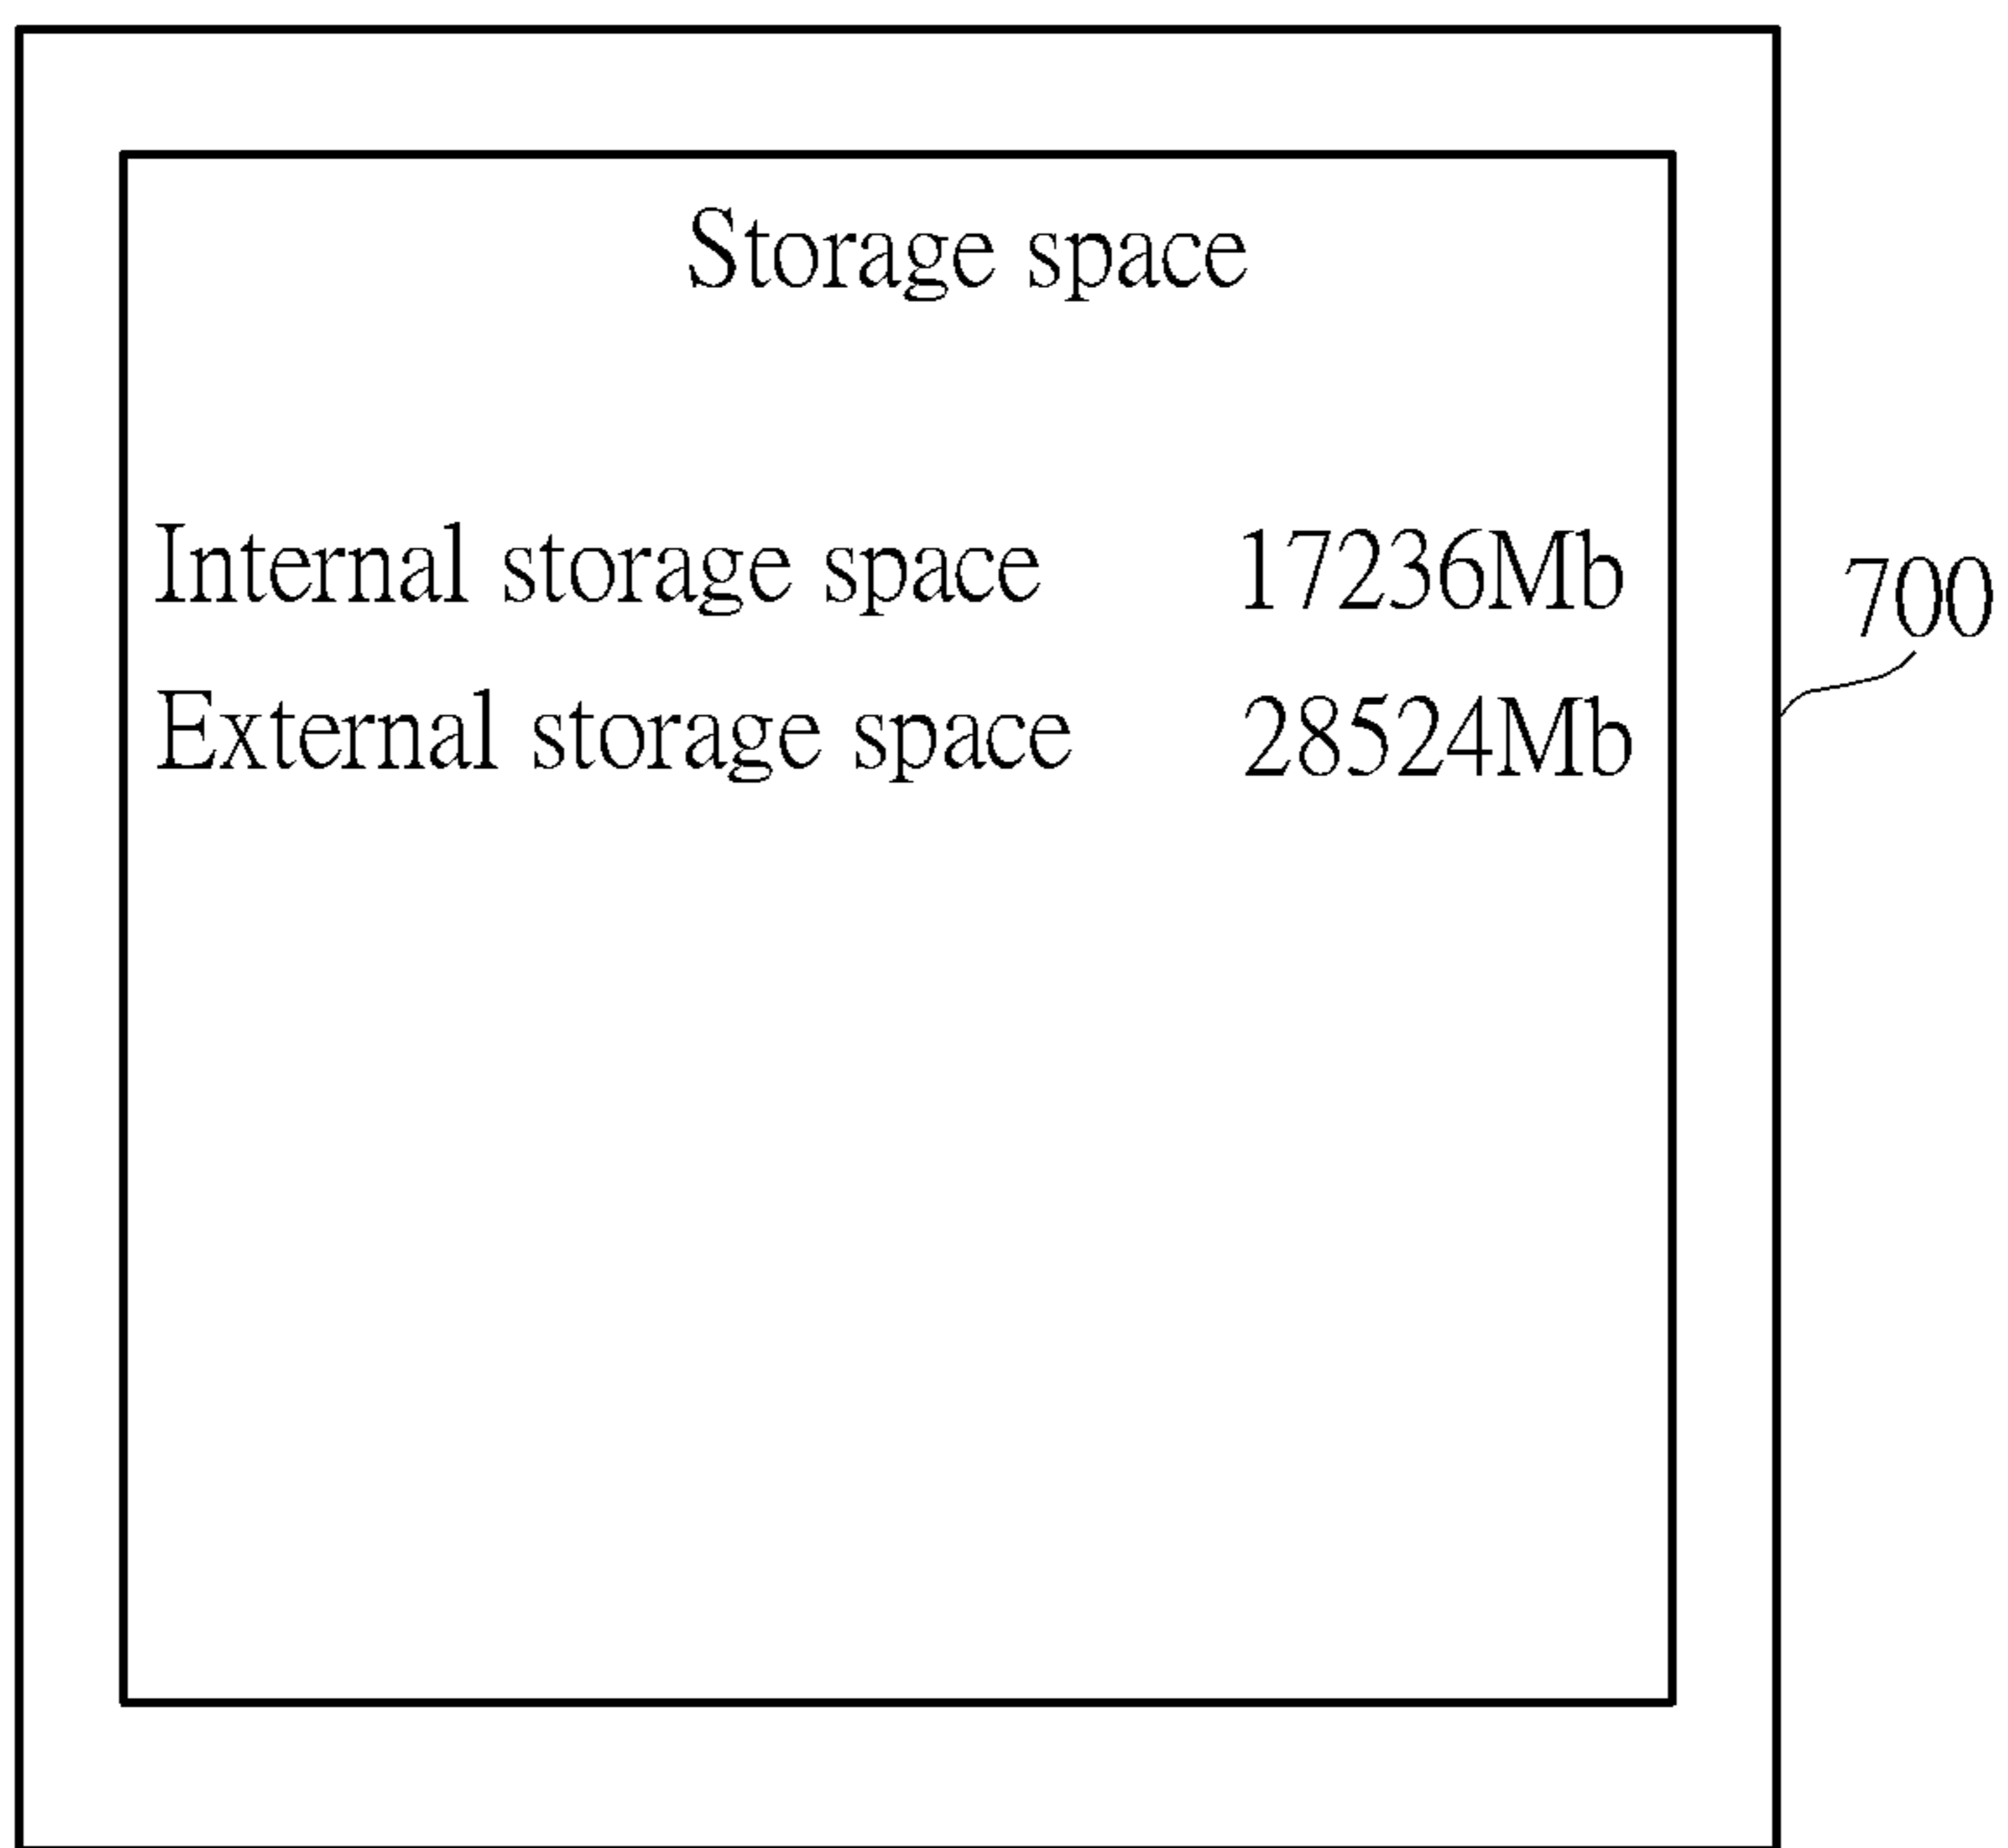 Storage space
Internal storage space 17236Mb
700
External storage space 28524Mb